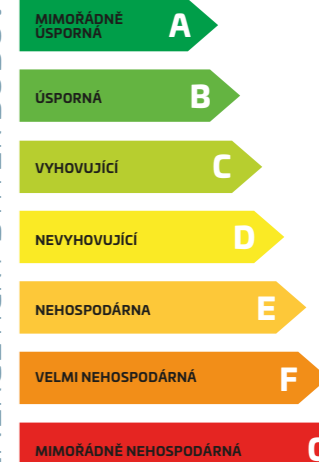 MIMOŘÁDNĚ
ÚSPORNÁ A
ÚSPORNÁ B
VYHOVUJÍCÍ C
NEVYHOVUJÍCÍ D
NEHOSPODÁRNA E
VELMI NEHOSPODÁRNÁ F
MIMOŘÁDNĚ NEHOSPODÁRNÁ